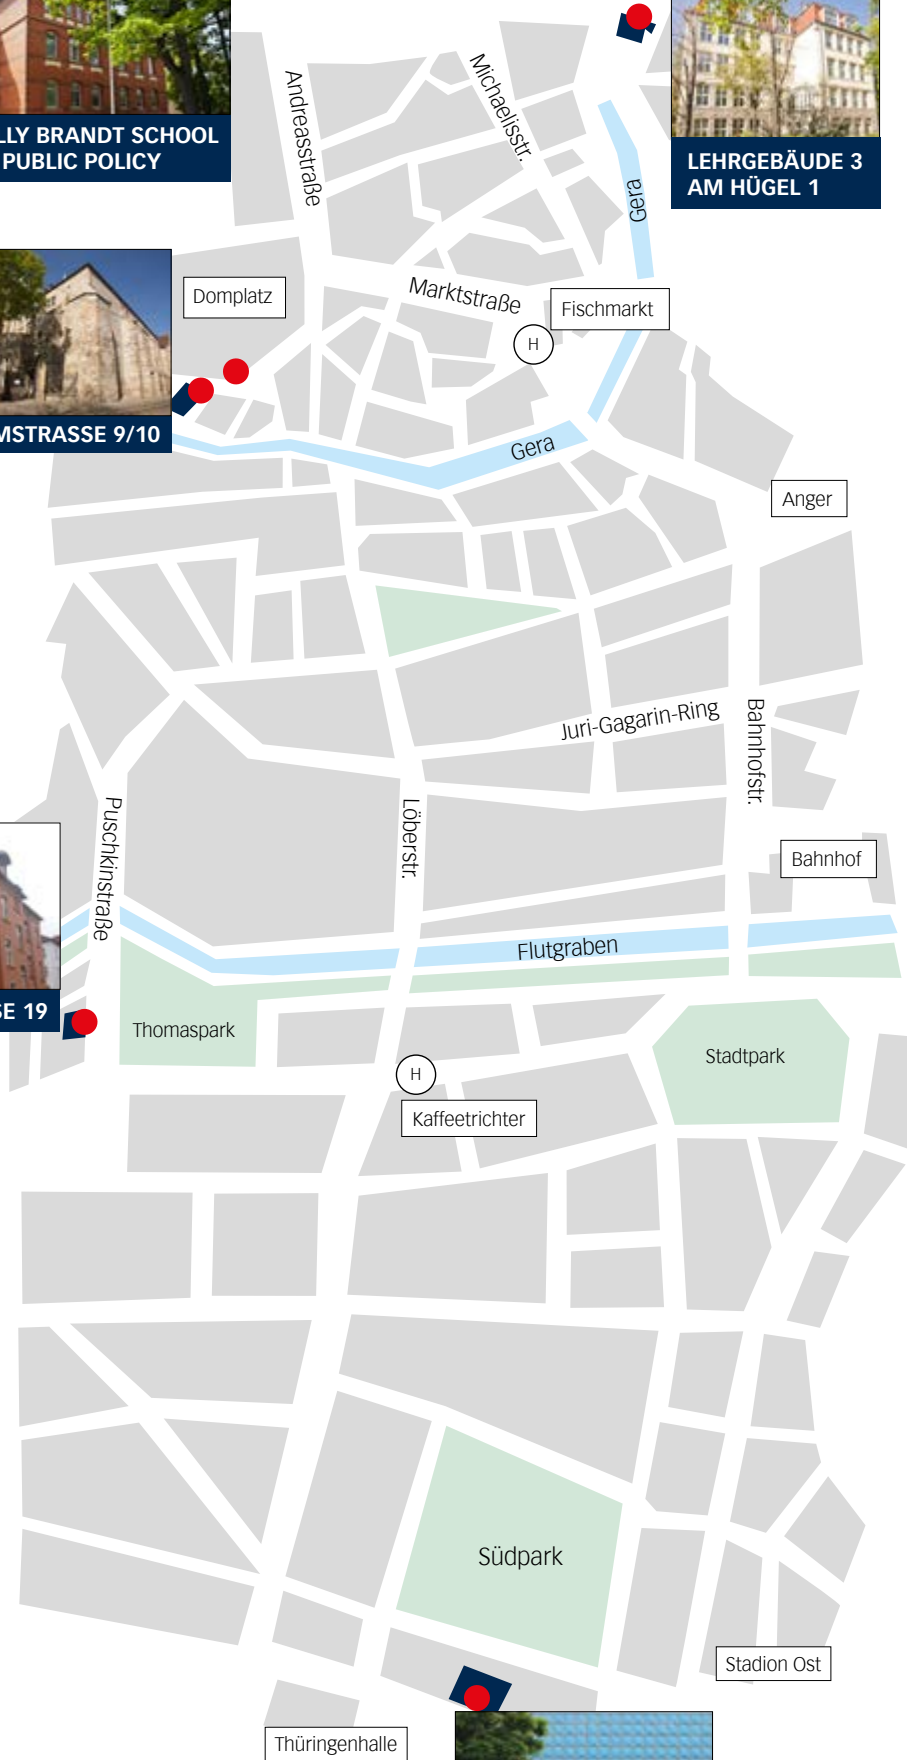 LLY BRANDT SCHOOL
PUBLIC POLICY
LEHRGEBÄUDE 3
AM HÜGEL 1
Andreasstraße
Michaelisstr.
Gera
Domplatz
Marktstraße
Fischmarkt
H
MSTRASSE 9/10
Gera
Anger
Juri-Gagarin-Ring
Bahnhofstr.
Puschkinstraße
Löberstr.
Bahnhof
Flutgraben
SE 19
Thomaspark
Stadtpark
H
Kaffeetrichter
Südpark
Stadion Ost
Thüringenhalle